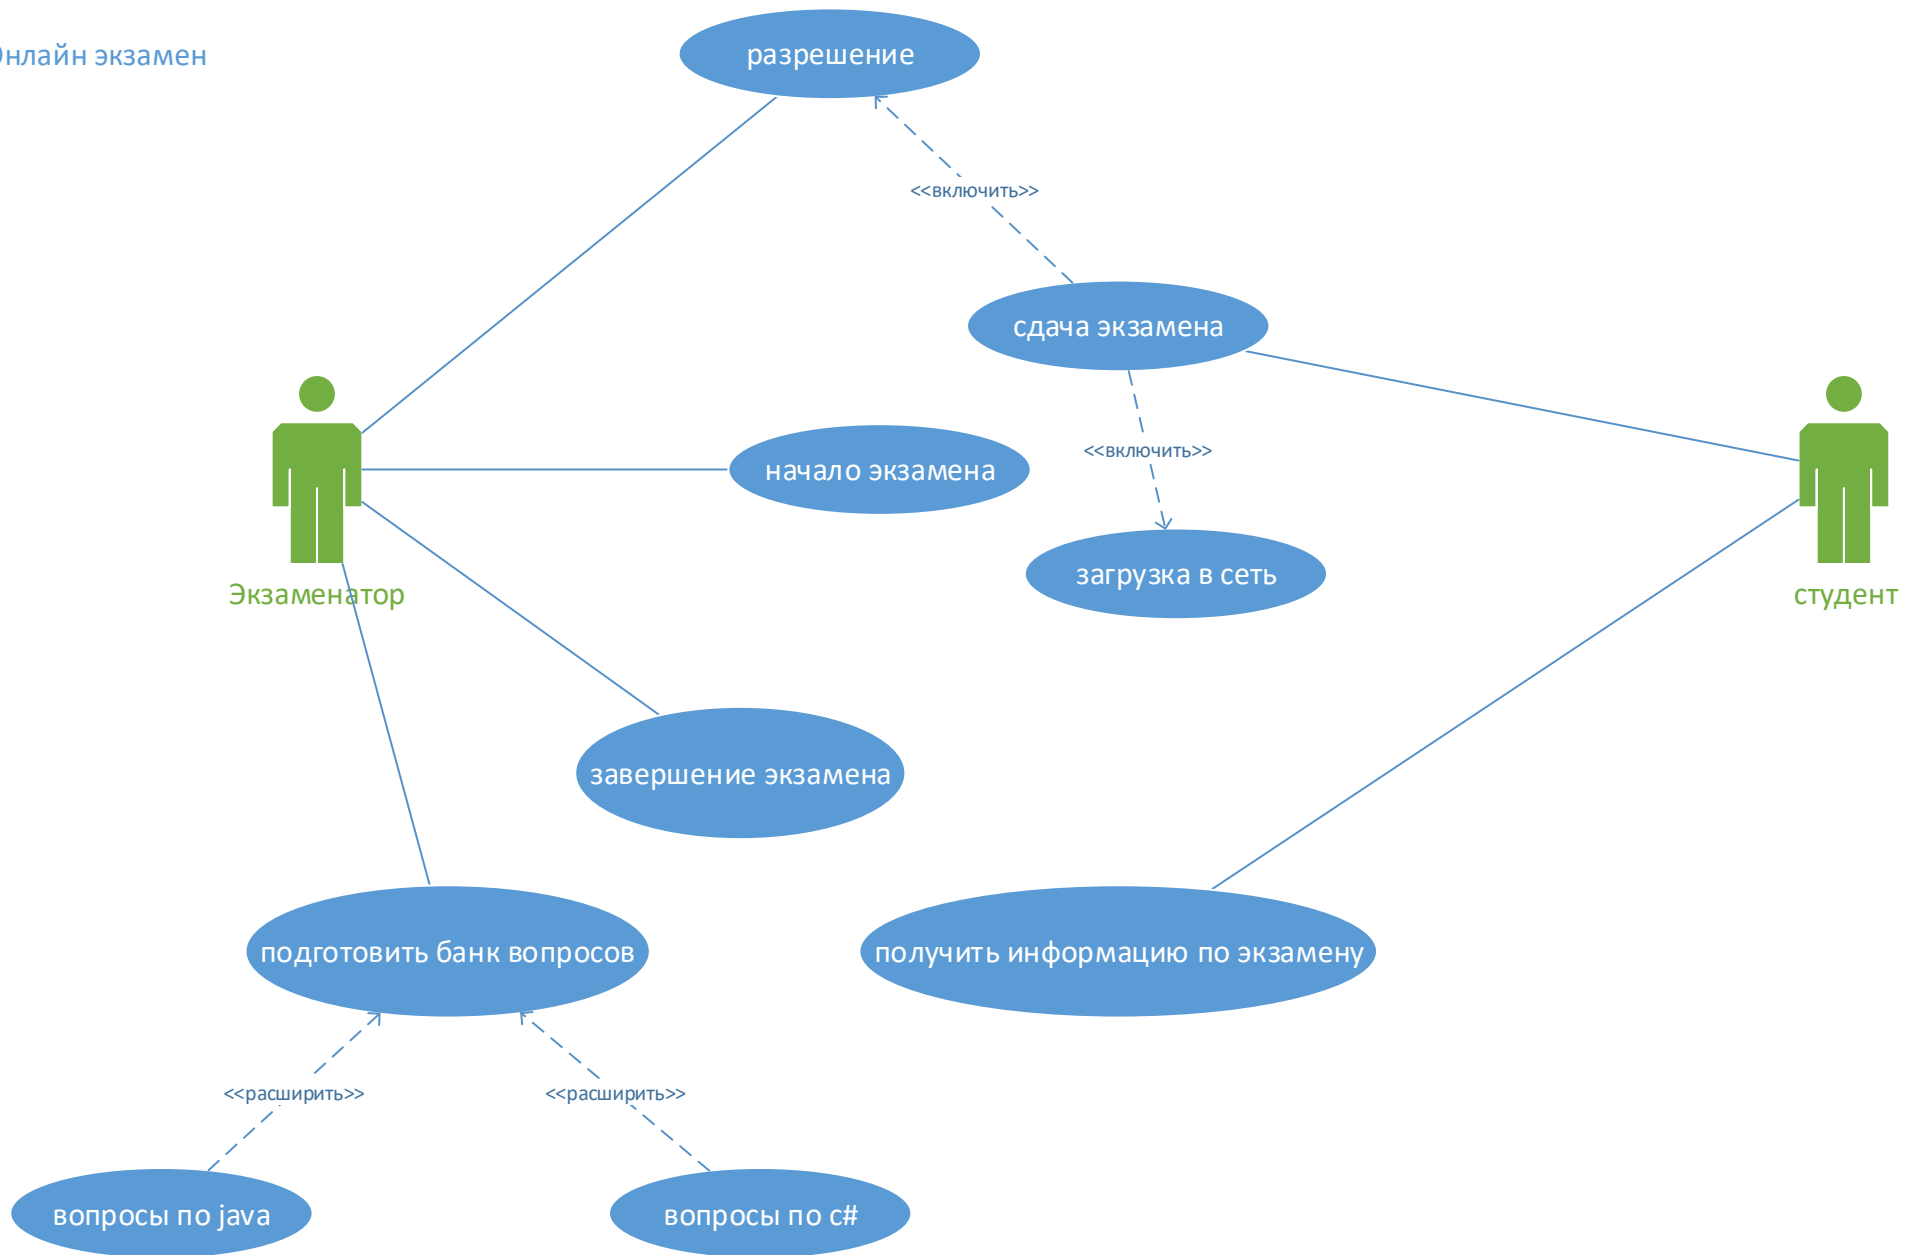 Онлайн экзамен
разрешение
<<включить>>
сдача экзамена
<<включить>>
начало экзамена
загрузка в сеть
Экзаменатор
студент
завершение экзамена
подготовить банк вопросов
получить информацию по экзамену
<<расширить>>
<<расширить>>
вопросы по java
вопросы по c#